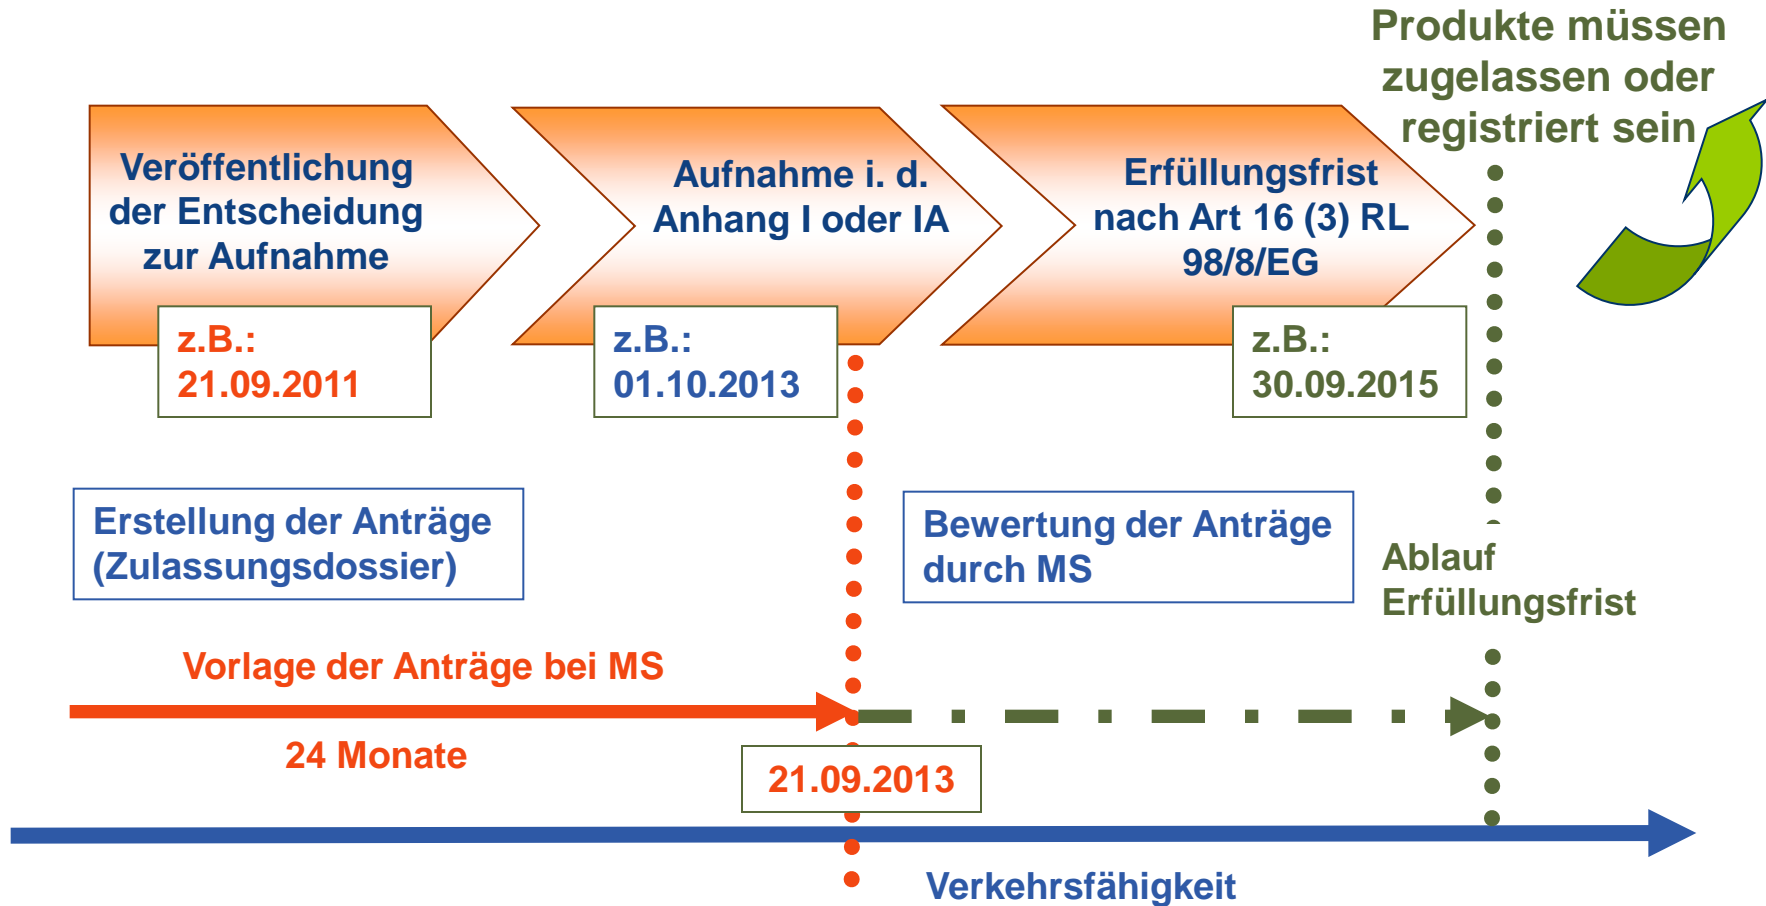 Produkte müssen
zugelassen oder
registriert sein
Veröffentlichung
der Entscheidung
zur Aufnahme
z.B.:
21.09.2011
Aufnahme i. d.
Anhang I oder IA
z.B.:
01.10.2013
Erfüllungsfrist
nach Art 16 (3) RL
98/8/EG
z.B.:
30.09.2015
Erstellung der Anträge
(Zulassungsdossier)
Bewertung der Anträge
durch MS
Ablauf
Erfüllungsfrist
Vorlage der Anträge bei MS
24 Monate
21.09.2013
Verkehrsfähigkeit